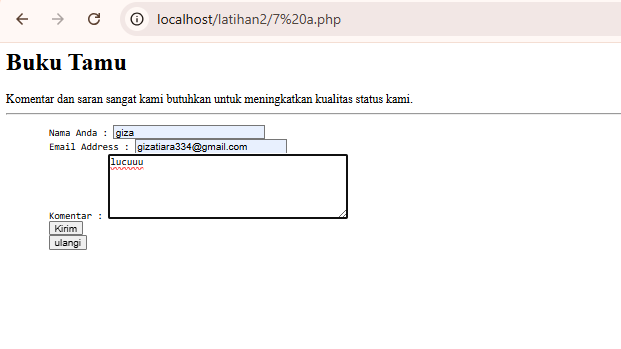 localhost/latihan2/7%20a.php
Buku Tamu
Komentar dan saran sangat kami butuhkan untuk meningkatkan kualitas status kami.
Nama Anda : giza
Email Address : gizatiara334@gmail.com
lucuuu
Komentar :
Kirim
ulangi